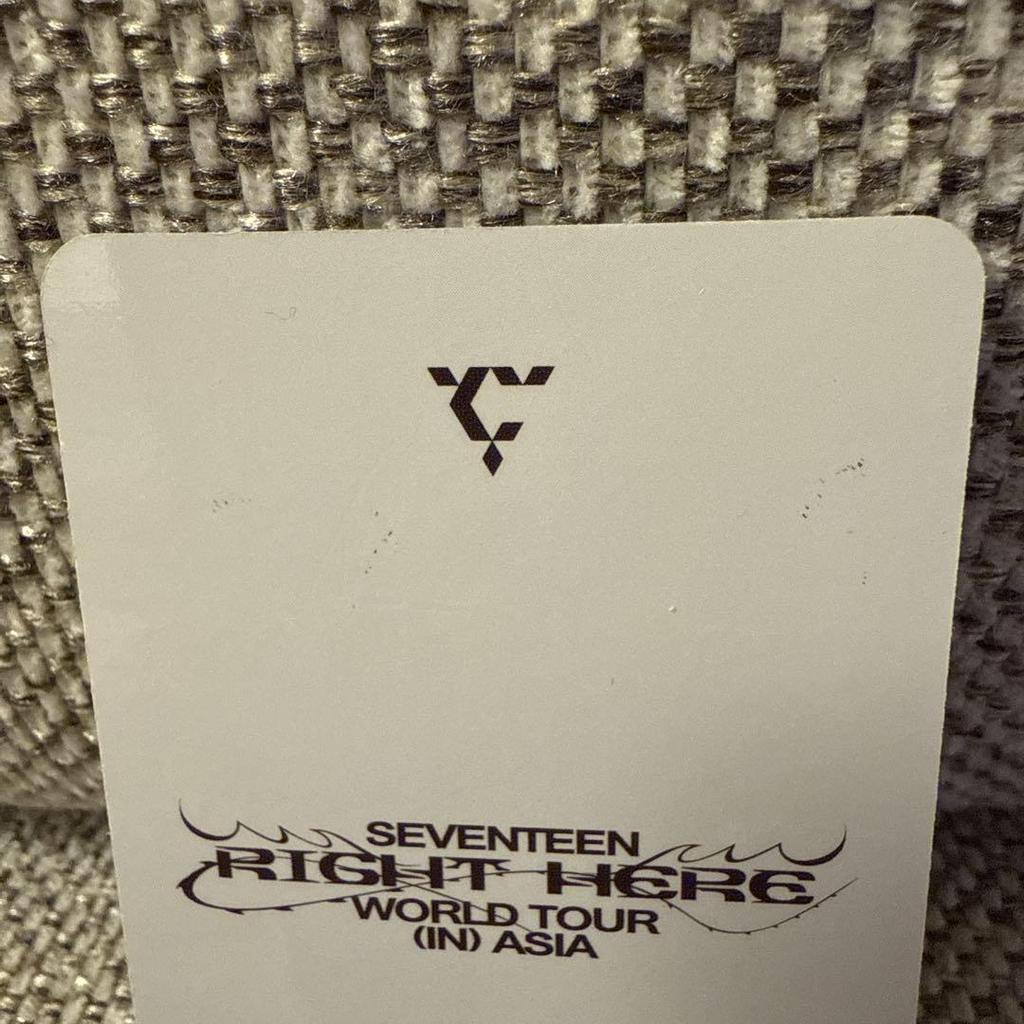 SEVENTEEN
RIGHT HERE
WORLD TOUR
(IN) ASIA